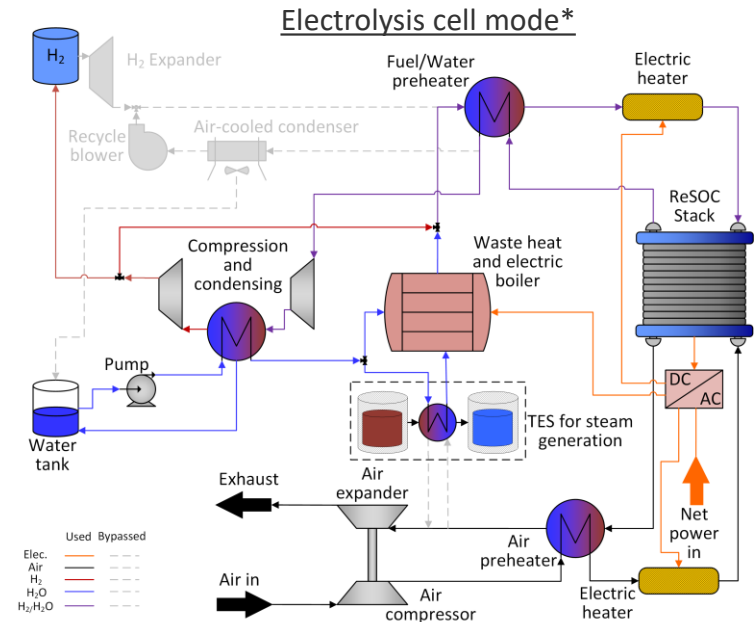 Electrolysis cell mode*
H₂
H₂ Expander
Fuel/Water
preheater
Electric
heater
Recycle
blower
Air-cooled condenser
ReSOC
Stack
Compression
and
condensing
Waste heat
and electric
boiler
Pump
DC
AC
Water
tank
TES for steam
generation
Exhaust
Air
expander
Net
power
in
Air
preheater
Air in
Air
compressor
Electric
heater
Used Bypassed
Elec.
Air
H₂
H₂O
H₂/H₂O